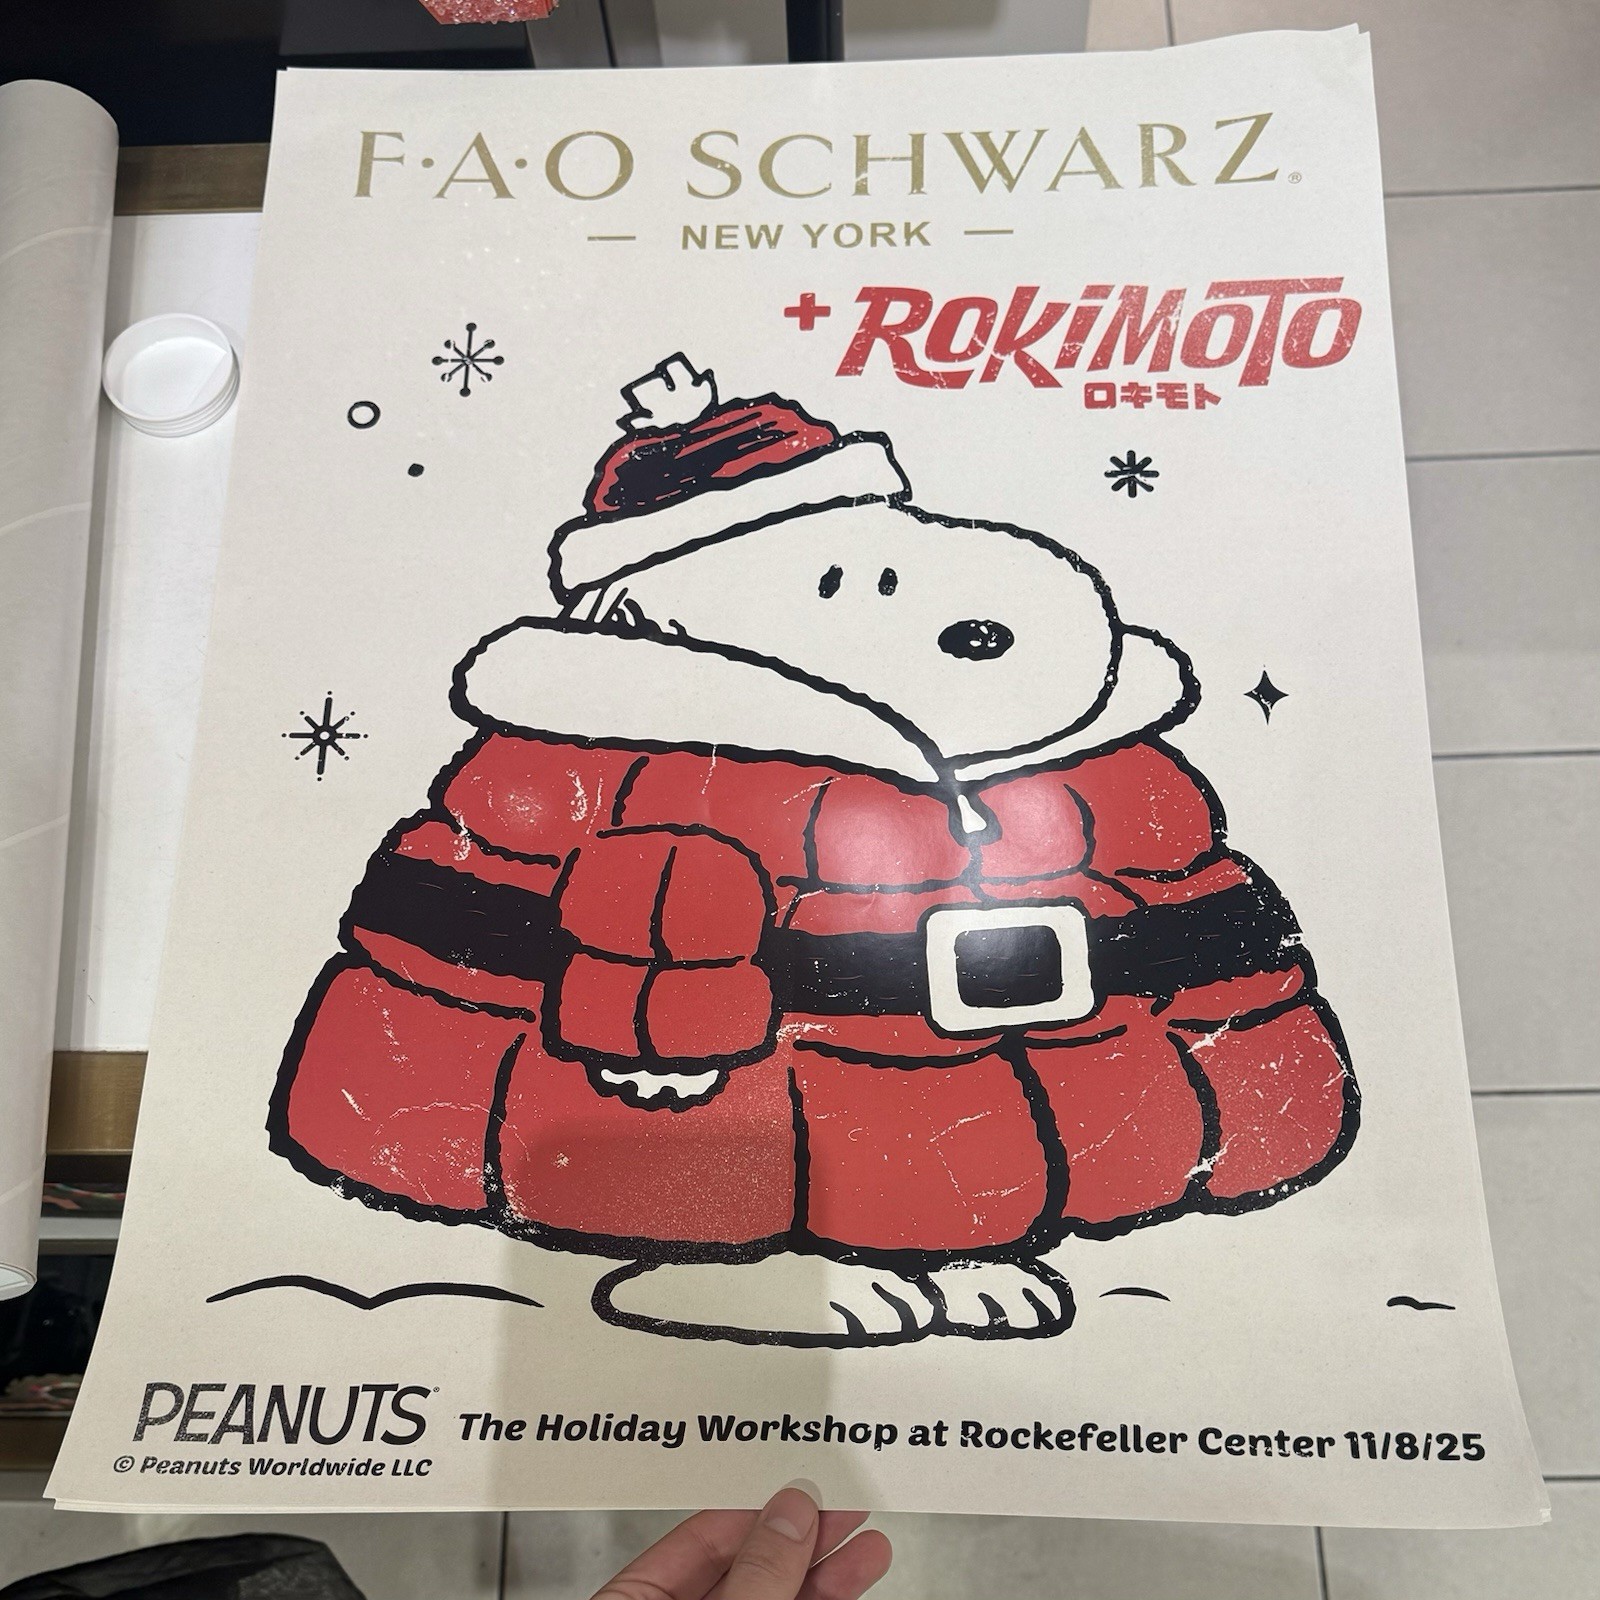 F·A·O SCHWARZ®
— NEW YORK —
+ ROKiMOTO
ロキモト
PEANUTS®
© Peanuts Worldwide LLC
The Holiday Workshop at Rockefeller Center 11/8/25